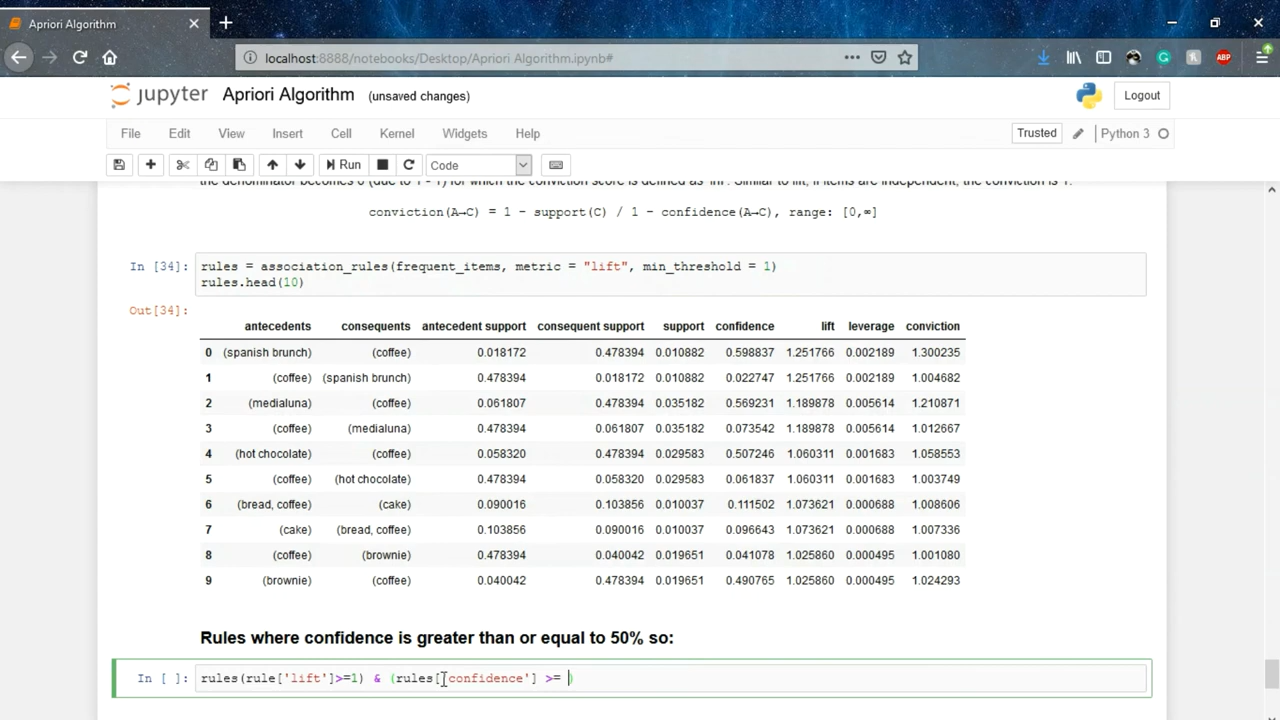 Apriori Algorithm
localhost:8888/notebooks/Desktop/Apriori Algorithm.ipynb#
ABP
jupyter Apriori Algorithm (unsaved changes)
Logout
File Edit View Insert Cell Kernel Widgets Help
Trusted Python 3
Run Code
conviction(A→C) = 1 - support(C) / 1 - confidence(A→C), range: [0,∞]
In [34]: rules = association_rules(frequent_items, metric = "lift", min_threshold = 1)
rules.head(10)
Out[34]:
antecedents consequents antecedent support consequent support support confidence lift leverage conviction
0 (spanish brunch) (coffee) 0.018172 0.478394 0.010882 0.598837 1.251766 0.002189 1.300235
1 (coffee) (spanish brunch) 0.478394 0.018172 0.010882 0.022747 1.251766 0.002189 1.004682
2 (medialuna) (coffee) 0.061807 0.478394 0.035182 0.569231 1.189878 0.005614 1.210871
3 (coffee) (medialuna) 0.478394 0.061807 0.035182 0.073542 1.189878 0.005614 1.012667
4 (hot chocolate) (coffee) 0.058320 0.478394 0.029583 0.507246 1.060311 0.001683 1.058553
5 (coffee) (hot chocolate) 0.478394 0.058320 0.029583 0.061837 1.060311 0.001683 1.003749
6 (bread, coffee) (cake) 0.090016 0.103856 0.010037 0.111502 1.073621 0.000688 1.008606
7 (cake) (bread, coffee) 0.103856 0.090016 0.010037 0.096643 1.073621 0.000688 1.007336
8 (coffee) (brownie) 0.478394 0.040042 0.019651 0.041078 1.025860 0.000495 1.001080
9 (brownie) (coffee) 0.040042 0.478394 0.019651 0.490765 1.025860 0.000495 1.024293
Rules where confidence is greater than or equal to 50% so:
In [ ]: rules(rule['lift']>=1) & (rules['confidence'] >= )